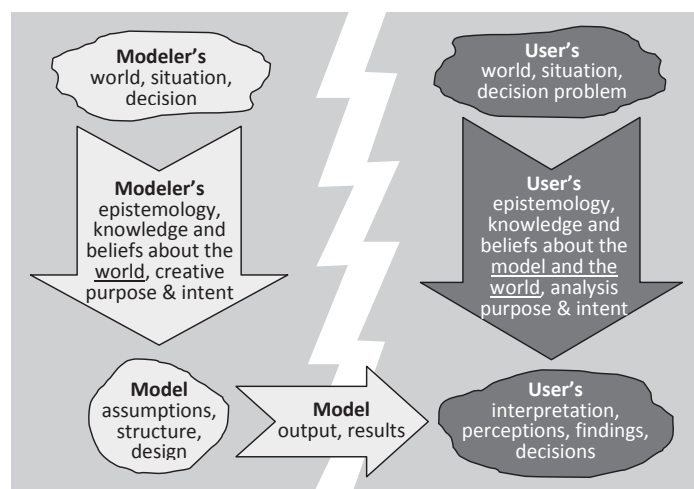 Modeler's
world, situation,
decision
User's
world, situation,
decision problem
Modeler's
epistemology,
knowledge and
beliefs about the
world, creative
purpose & intent
User's
epistemology,
knowledge and
beliefs about the
model and the
world, analysis
purpose & intent
Model
assumptions,
structure,
design
Model
output, results
User's
interpretation,
perceptions, findings,
decisions